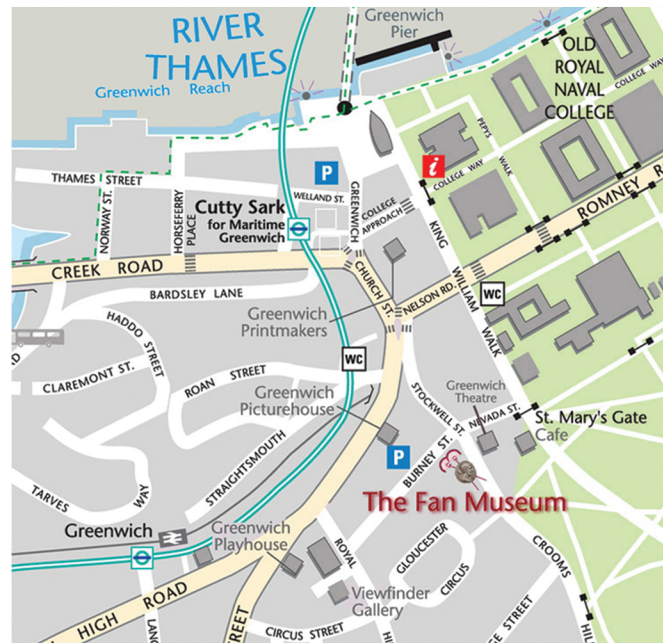 RIVER
THAMES
Greenwich Reach
Greenwich
Pier
OLD
ROYAL
NAVAL
COLLEGE
COLLEGE WAY
PEPYS
WALK
i
COLLEGE WAY
ROMNEY R
THAMES STREET
P
WELLAND ST.
NORWAY ST.
HORSEFERRY
PLACE
Cutty Sark
for Maritime
Greenwich
GREENWICH
COLLEGE
APPROACH
KING
WILLIAM
WALK
CREEK ROAD
BARDSLEY LANE
CHURCH ST.
NELSON RD.
WC
Greenwich
Printmakers
HADDO
STREET
CLAREMONT ST.
ROAN STREET
WC
STOCKWELL ST.
Greenwich
Theatre
NEVADA ST.
St. Mary's Gate
Cafe
Greenwich
Picturehouse
P
BURNEY ST.
The Fan Museum
STRAIGHTSMOUTH
TARVES
WAY
Greenwich
Greenwich
Playhouse
ROYAL
GLOUCESTER
CIRCUS
CROOMS
HIL
Viewfinder
Gallery
HIGH ROAD
CIRCUS STREET
STREET